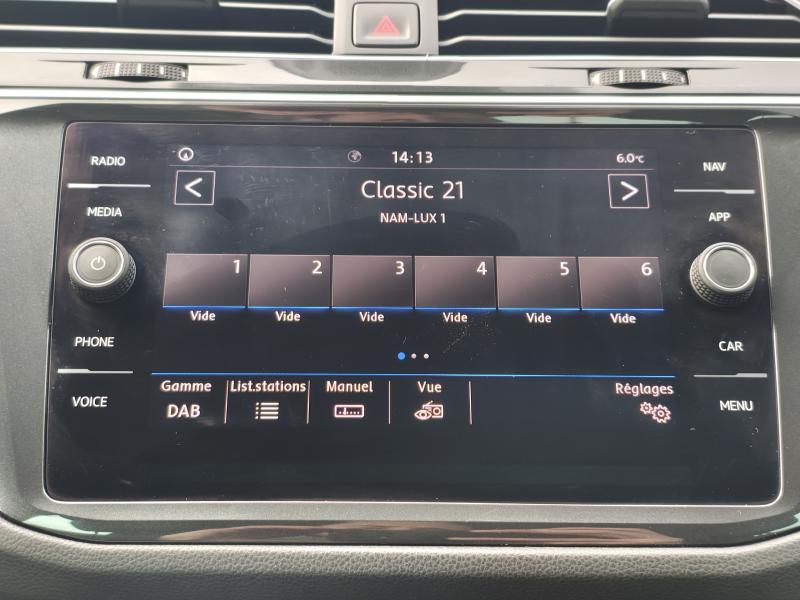 RADIO
MEDIA
PHONE
VOICE
14:13
6.0°C
Classic 21
NAM-LUX 1
< >
1 2 3 4 5 6
Vide Vide Vide Vide Vide Vide
Gamme List.stations Manuel Vue Réglages
DAB
NAV
APP
CAR
MENU